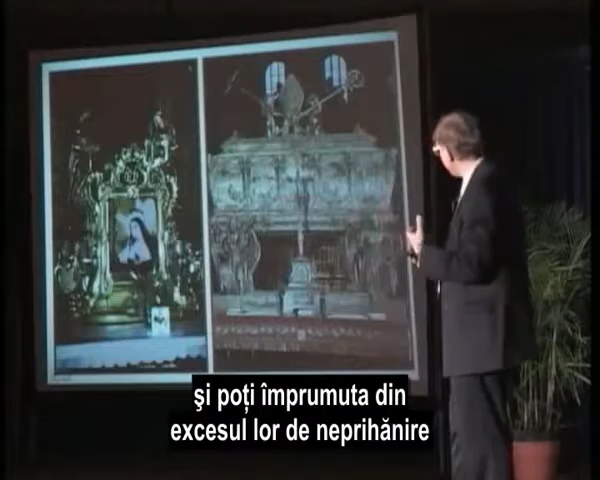 şi poţi împrumuta din
excesul lor de neprihănire